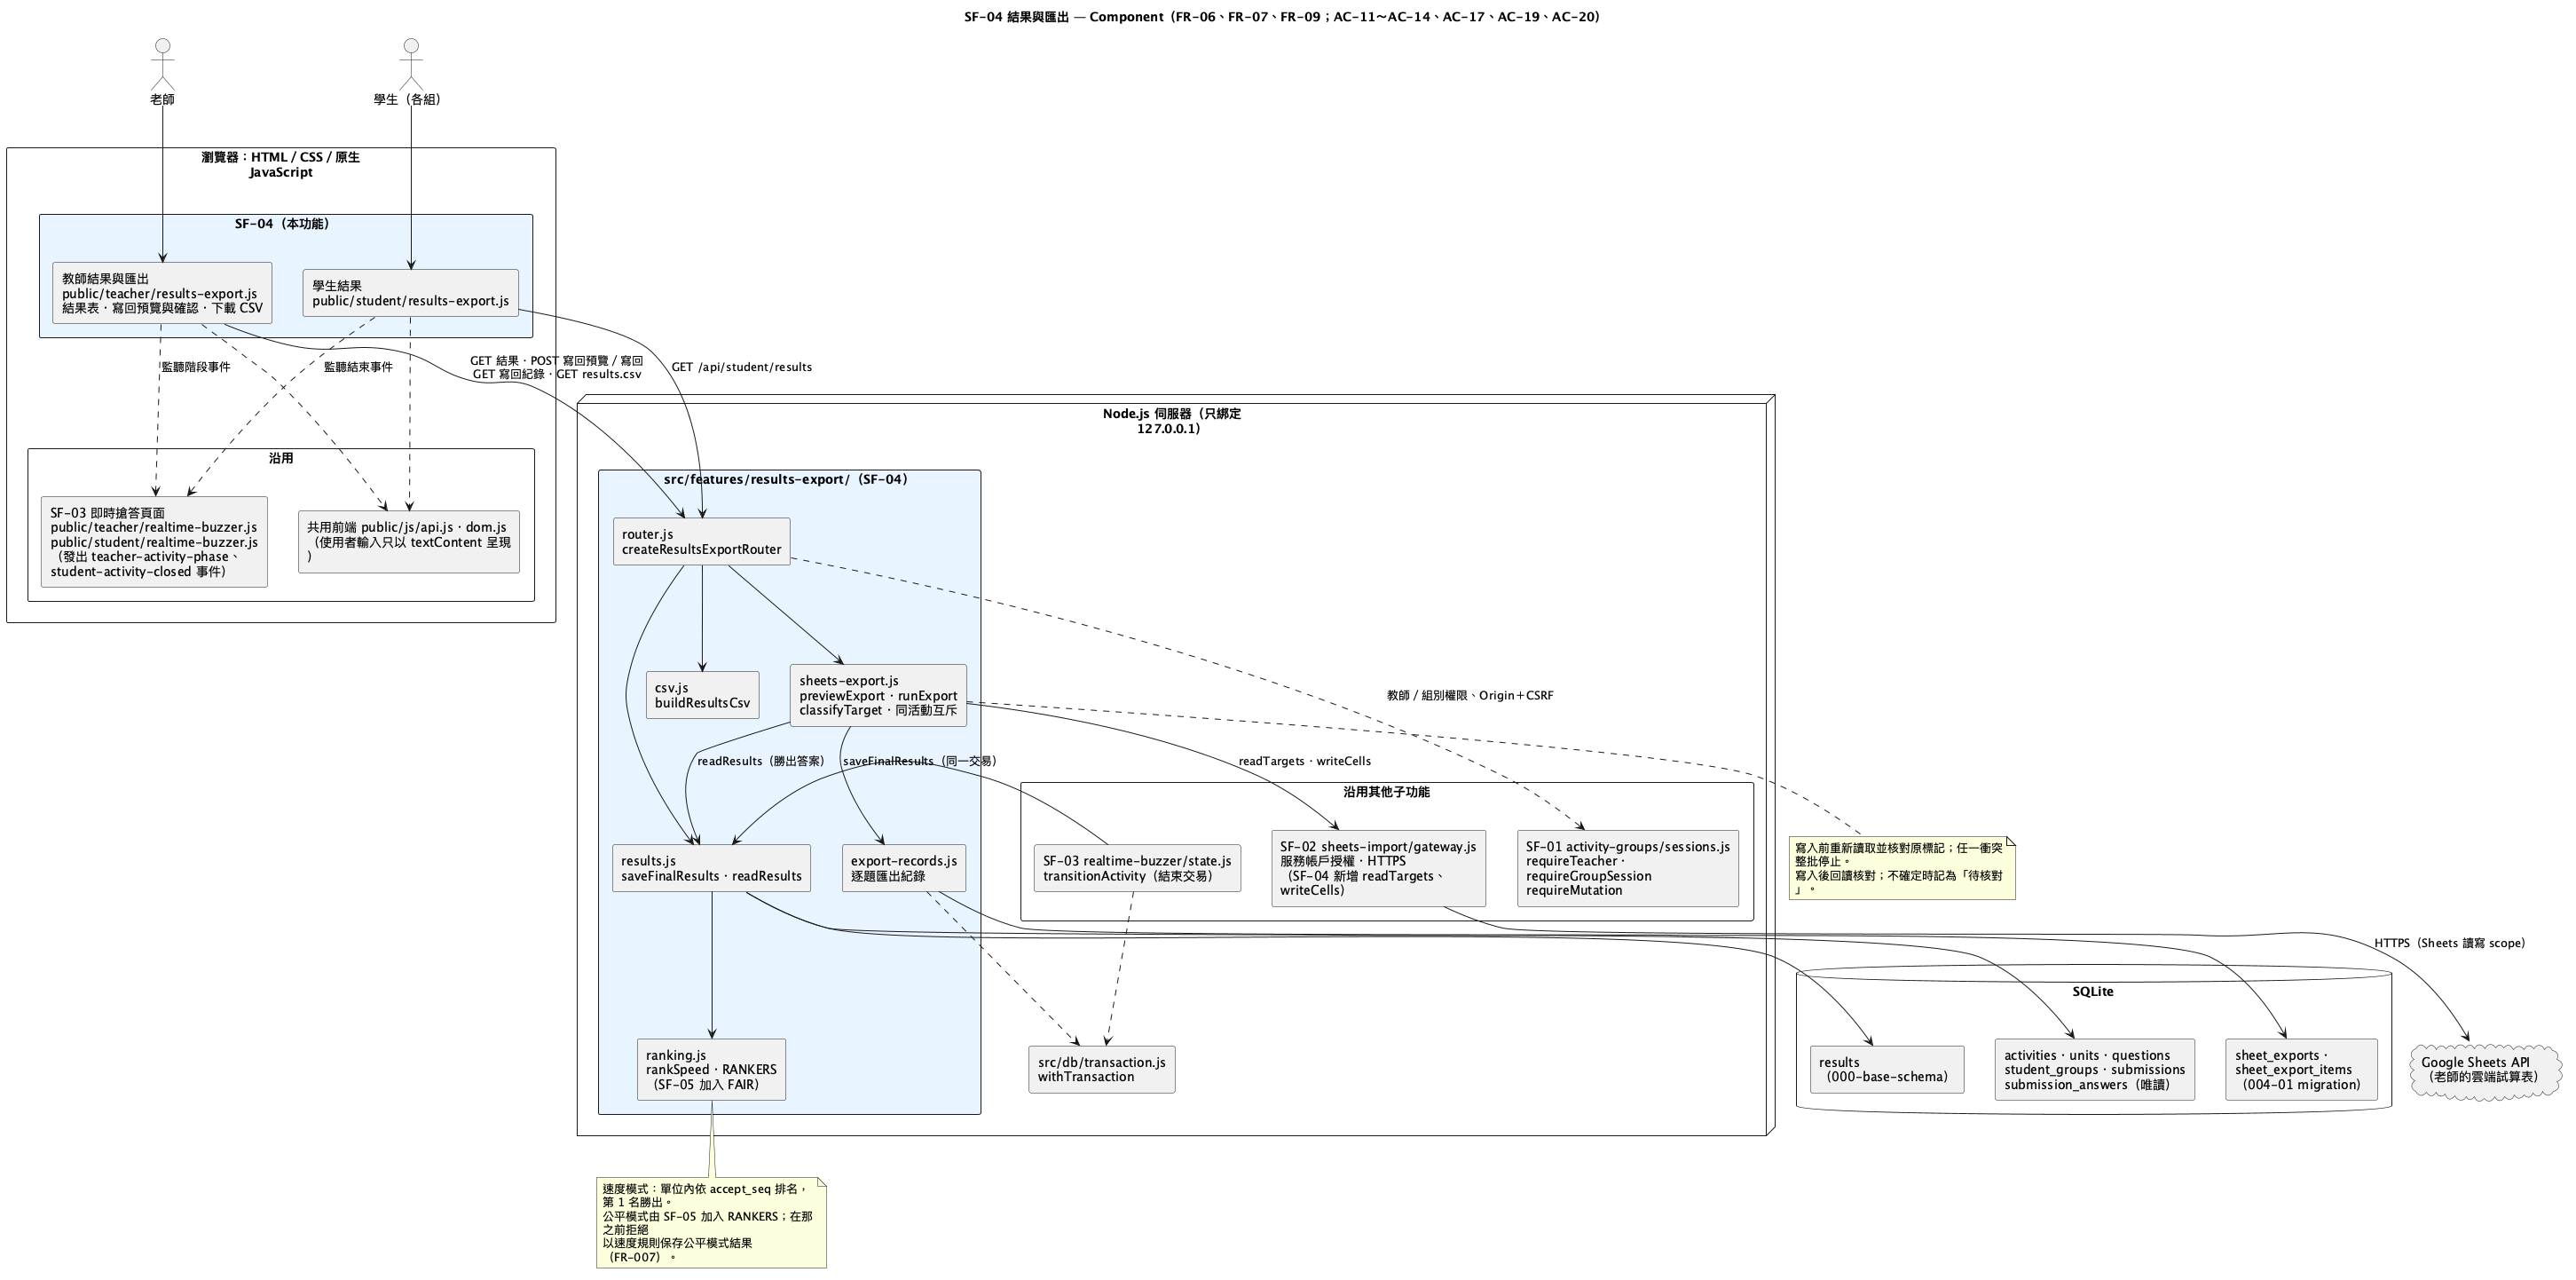 SF-04 結果與匯出 — Component（FR-06、FR-07、FR-09；AC-11～AC-14、AC-17、AC-19、AC-20）
老師
學生（各組）
瀏覽器：HTML / CSS / 原生
JavaScript
SF-04（本功能）
教師結果與匯出
public/teacher/results-export.js
結果表・寫回預覽與確認・下載 CSV
學生結果
public/student/results-export.js
監聽階段事件
監聽結束事件
GET 結果・POST 寫回預覽 / 寫回
GET 寫回紀錄・GET results.csv
GET /api/student/results
沿用
SF-03 即時搶答頁面
public/teacher/realtime-buzzer.js
public/student/realtime-buzzer.js
（發出 teacher-activity-phase、
student-activity-closed 事件）
共用前端 public/js/api.js・dom.js
（使用者輸入只以 textContent 呈現
）
Node.js 伺服器（只綁定
127.0.0.1）
src/features/results-export/（SF-04）
router.js
createResultsExportRouter
csv.js
buildResultsCsv
sheets-export.js
previewExport・runExport
classifyTarget・同活動互斥
教師 / 組別權限、Origin＋CSRF
readResults（勝出答案）
saveFinalResults（同一交易）
readTargets・writeCells
沿用其他子功能
results.js
saveFinalResults・readResults
export-records.js
逐題匯出紀錄
SF-03 realtime-buzzer/state.js
transitionActivity（結束交易）
SF-02 sheets-import/gateway.js
服務帳戶授權・HTTPS
（SF-04 新增 readTargets、
writeCells）
SF-01 activity-groups/sessions.js
requireTeacher・
requireGroupSession
requireMutation
寫入前重新讀取並核對原標記；任一衝突
整批停止。
寫入後回讀核對；不確定時記為「待核對
」。
HTTPS（Sheets 讀寫 scope）
ranking.js
rankSpeed・RANKERS
（SF-05 加入 FAIR）
src/db/transaction.js
withTransaction
SQLite
results
（000-base-schema）
activities・units・questions
student_groups・submissions
submission_answers（唯讀）
sheet_exports・
sheet_export_items
（004-01 migration）
Google Sheets API
（老師的雲端試算表）
速度模式：單位內依 accept_seq 排名，
第 1 名勝出。
公平模式由 SF-05 加入 RANKERS；在那
之前拒絕
以速度規則保存公平模式結果
（FR-007）。